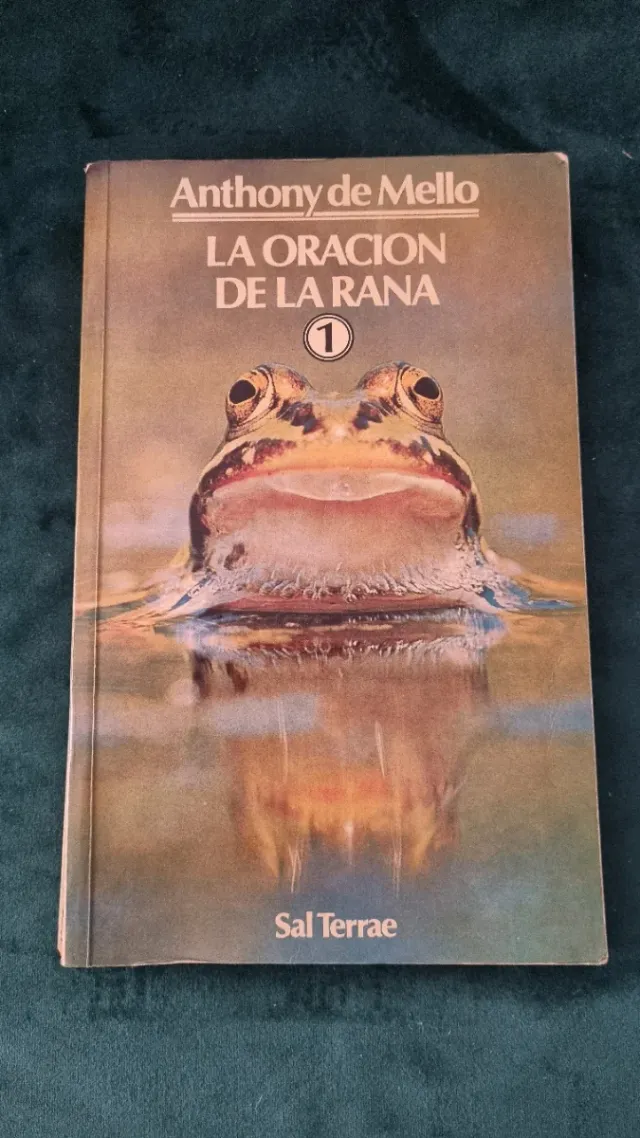 Anthony de Mello
LA ORACION
DE LA RANA
1
Sal Terrae